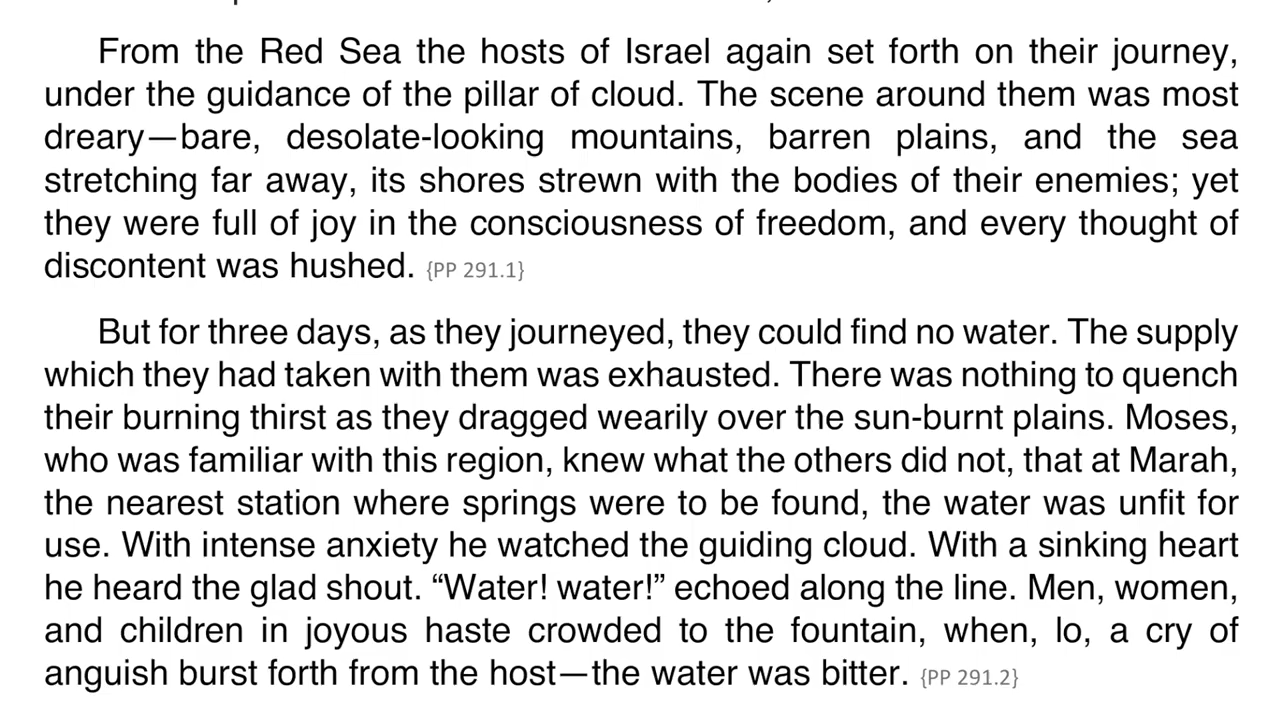 From the Red Sea the hosts of Israel again set forth on their journey,
under the guidance of the pillar of cloud. The scene around them was most
dreary—bare, desolate-looking mountains, barren plains, and the sea
stretching far away, its shores strewn with the bodies of their enemies; yet
they were full of joy in the consciousness of freedom, and every thought of
discontent was hushed. {PP 291.1}
But for three days, as they journeyed, they could find no water. The supply
which they had taken with them was exhausted. There was nothing to quench
their burning thirst as they dragged wearily over the sun-burnt plains. Moses,
who was familiar with this region, knew what the others did not, that at Marah,
the nearest station where springs were to be found, the water was unfit for
use. With intense anxiety he watched the guiding cloud. With a sinking heart
he heard the glad shout. “Water! water!” echoed along the line. Men, women,
and children in joyous haste crowded to the fountain, when, lo, a cry of
anguish burst forth from the host—the water was bitter. {PP 291.2}